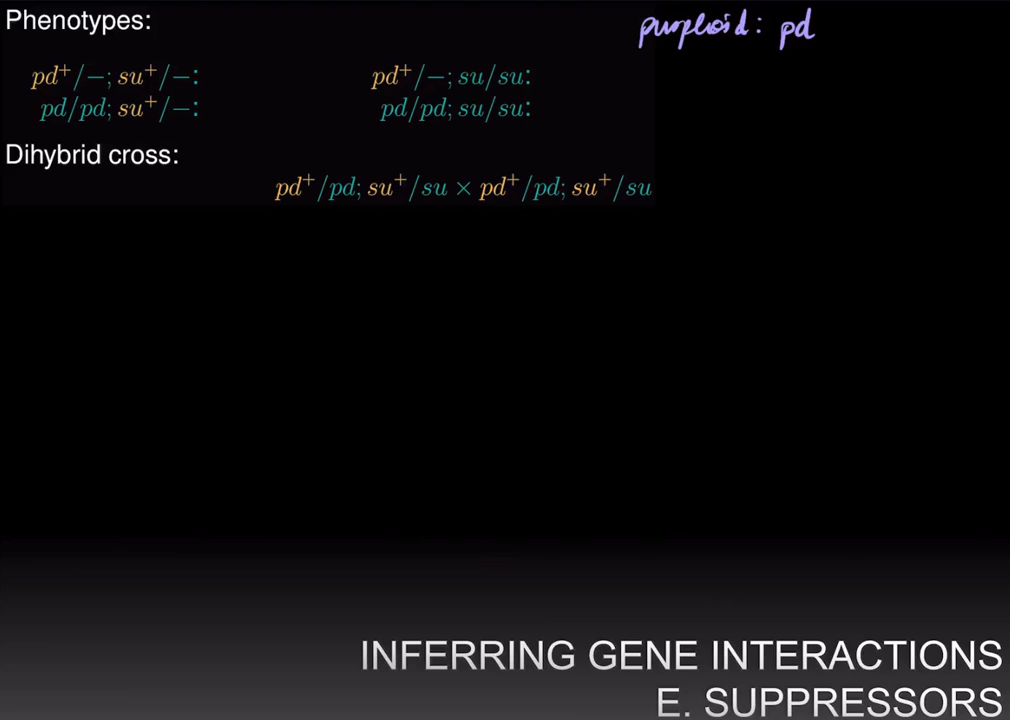 Phenotypes:
purploid: pd
pd⁺/−; su⁺/−:
pd⁺/−; su/su:
pd/pd; su⁺/−:
pd/pd; su/su:
Dihybrid cross:
pd⁺/pd; su⁺/su × pd⁺/pd; su⁺/su
INFERRING GENE INTERACTIONS
E. SUPPRESSORS